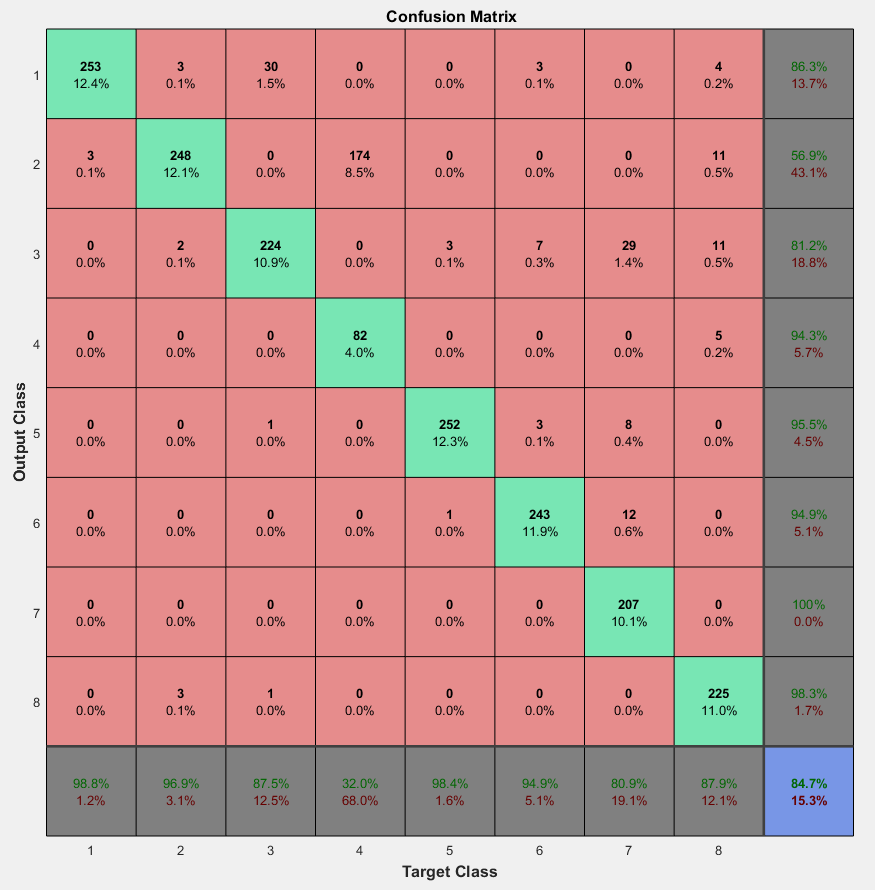 Confusion Matrix
1 253 3 30 0 0 3 0 4 86.3%
12.4% 0.1% 1.5% 0.0% 0.0% 0.1% 0.0% 0.2% 13.7%
2 3 248 0 174 0 0 0 11 56.9%
0.1% 12.1% 0.0% 8.5% 0.0% 0.0% 0.0% 0.5% 43.1%
3 0 2 224 0 3 7 29 11 81.2%
0.0% 0.1% 10.9% 0.0% 0.1% 0.3% 1.4% 0.5% 18.8%
4 0 0 0 82 0 0 0 5 94.3%
0.0% 0.0% 0.0% 4.0% 0.0% 0.0% 0.0% 0.2% 5.7%
5 0 0 1 0 252 3 8 0 95.5%
0.0% 0.0% 0.0% 0.0% 12.3% 0.1% 0.4% 0.0% 4.5%
6 0 0 0 0 1 243 12 0 94.9%
0.0% 0.0% 0.0% 0.0% 0.0% 11.9% 0.6% 0.0% 5.1%
7 0 0 0 0 0 0 207 0 100%
0.0% 0.0% 0.0% 0.0% 0.0% 0.0% 10.1% 0.0% 0.0%
8 0 3 1 0 0 0 0 225 98.3%
0.0% 0.1% 0.0% 0.0% 0.0% 0.0% 0.0% 11.0% 1.7%
98.8% 96.9% 87.5% 32.0% 98.4% 94.9% 80.9% 87.9% 84.7%
1.2% 3.1% 12.5% 68.0% 1.6% 5.1% 19.1% 12.1% 15.3%
1 2 3 4 5 6 7 8
Target Class
Output Class